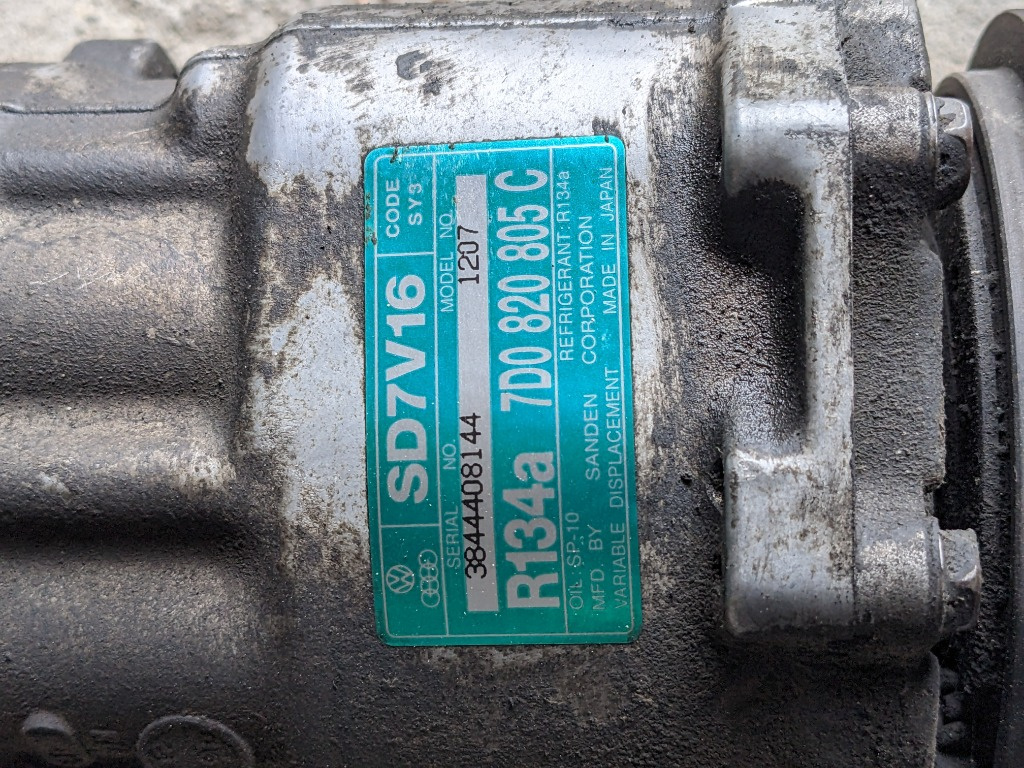 SD7V16
CODE
SY3
SERIAL NO.
MODEL NO.
3844408144
1207
R134a 7D0 820 805 C
OIL SP-10
REFRIGERANT: R134a
MFD. BY SANDEN CORPORATION
VARIABLE DISPLACEMENT MADE IN JAPAN